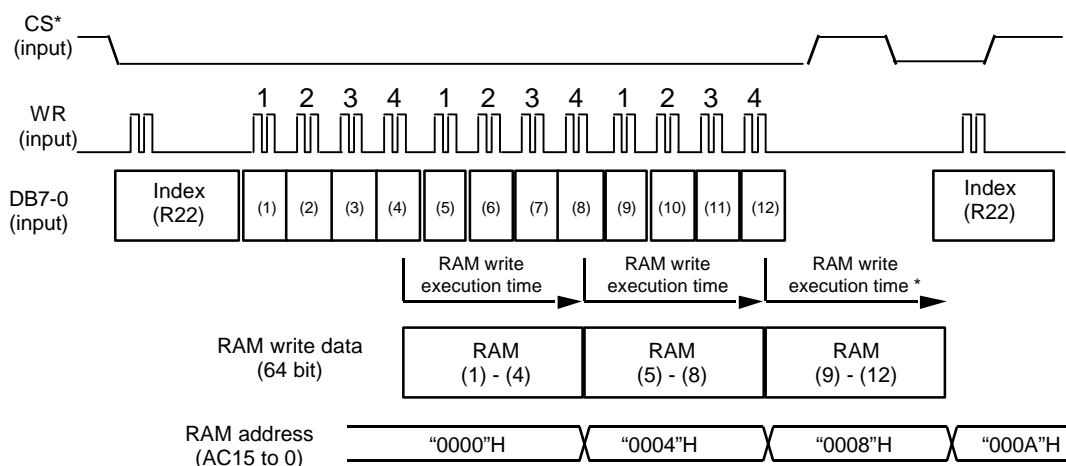 CS*
(input)
1 2 3 4 1 2 3 4 1 2 3 4
WR
(input)
DB7-0
(input)
Index
(R22)
(1) (2) (3) (4) (5) (6) (7) (8) (9) (10) (11) (12)
Index
(R22)
RAM write
execution time
RAM write
execution time
RAM write
execution time *
RAM write data
(64 bit)
RAM
(1) - (4)
RAM
(5) - (8)
RAM
(9) - (12)
RAM address
(AC15 to 0)
“0000”H “0004”H “0008”H “000A”H